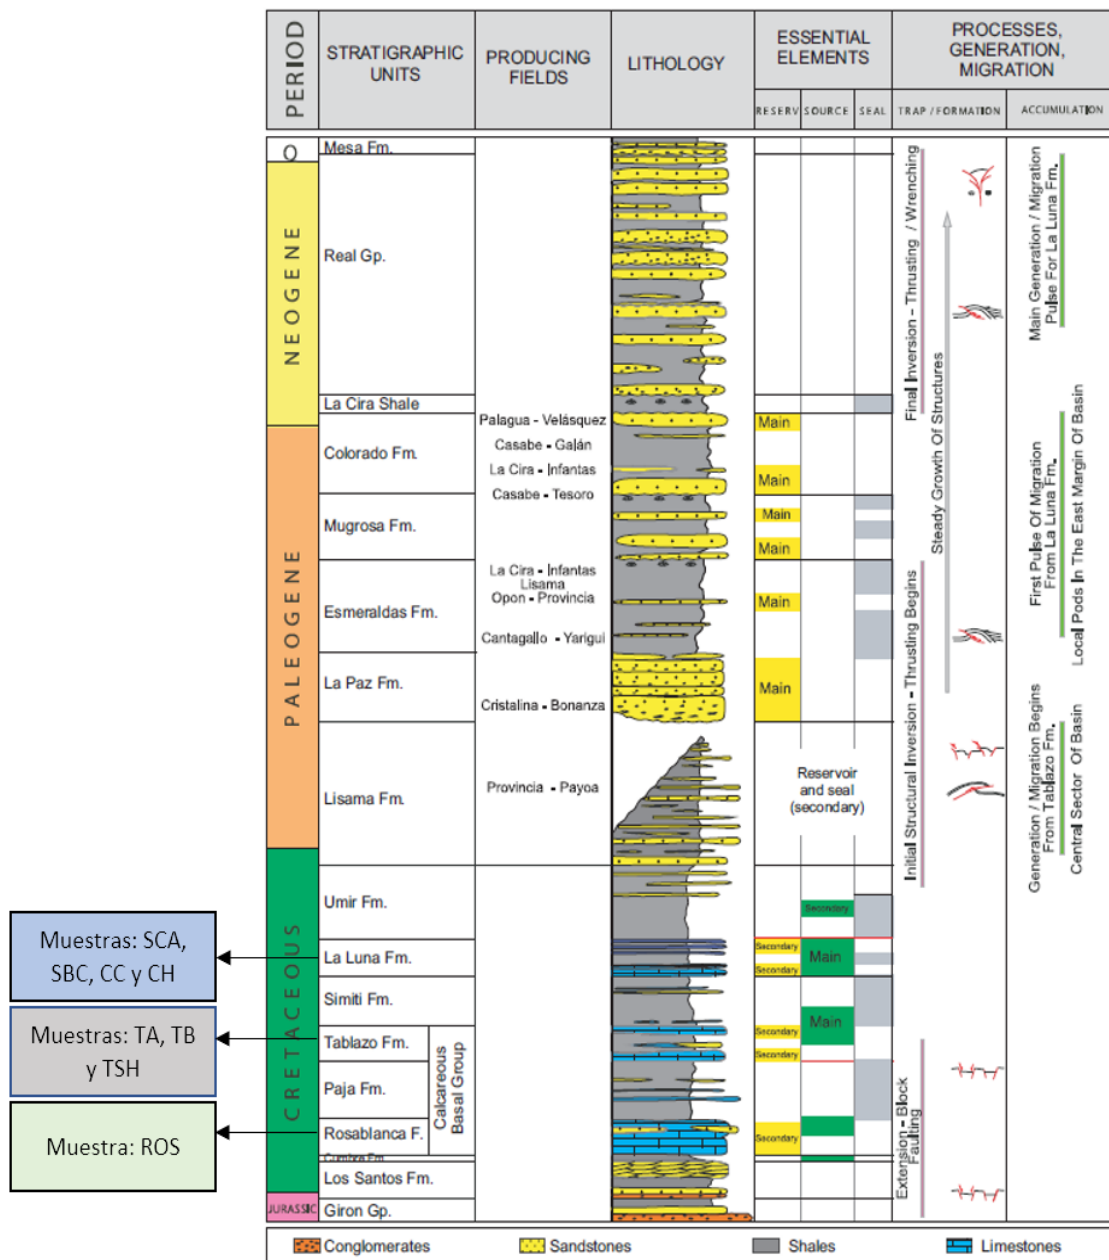 PERIOD
STRATIGRAPHIC
UNITS
PRODUCING
FIELDS
LITHOLOGY
ESSENTIAL
ELEMENTS
PROCESSES,
GENERATION,
MIGRATION
RESERV
SOURCE
SEAL
TRAP / FORMATION
ACCUMULATION
Q
NEOGENE
PALEOGENE
CRETACEOUS
JURASSIC
Mesa Fm.
Real Gp.
La Cira Shale
Colorado Fm.
Mugrosa Fm.
Esmeraldas Fm.
La Paz Fm.
Lisama Fm.
Umir Fm.
La Luna Fm.
Simiti Fm.
Tablazo Fm.
Paja Fm.
Rosablanca F.
Cumbre Fm.
Los Santos Fm.
Giron Gp.
Calcareous
Basal Group
Palagua - Velásquez
Casabe - Galán
La Cira - Infantas
Casabe - Tesoro
La Cira - Infantas
Lisama
Opon - Provincia
Cantagallo - Yarigui
Cristalina - Bonanza
Provincia - Payoa
Main
Main
Main
Main
Main
Main
Reservoir
and seal
(secondary)
Secondary
Secondary
Main
Secondary
Main
Secondary
Secondary
Secondary
Final Inversion - Thrusting / Wrenching
Steady Growth Of Structures
Initial Structural Inversion - Thrusting Begins
Extension - Block
Faulting
Main Generation / Migration
Pulse For La Luna Fm.
First Pulse Of Migration
From La Luna Fm.
Local Pods In The East Margin Of Basin
Generation / Migration Begins
From Tablazo Fm.
Central Sector Of Basin
Muestras: SCA,
SBC, CC y CH
Muestras: TA, TB
y TSH
Muestra: ROS
Conglomerates
Sandstones
Shales
Limestones